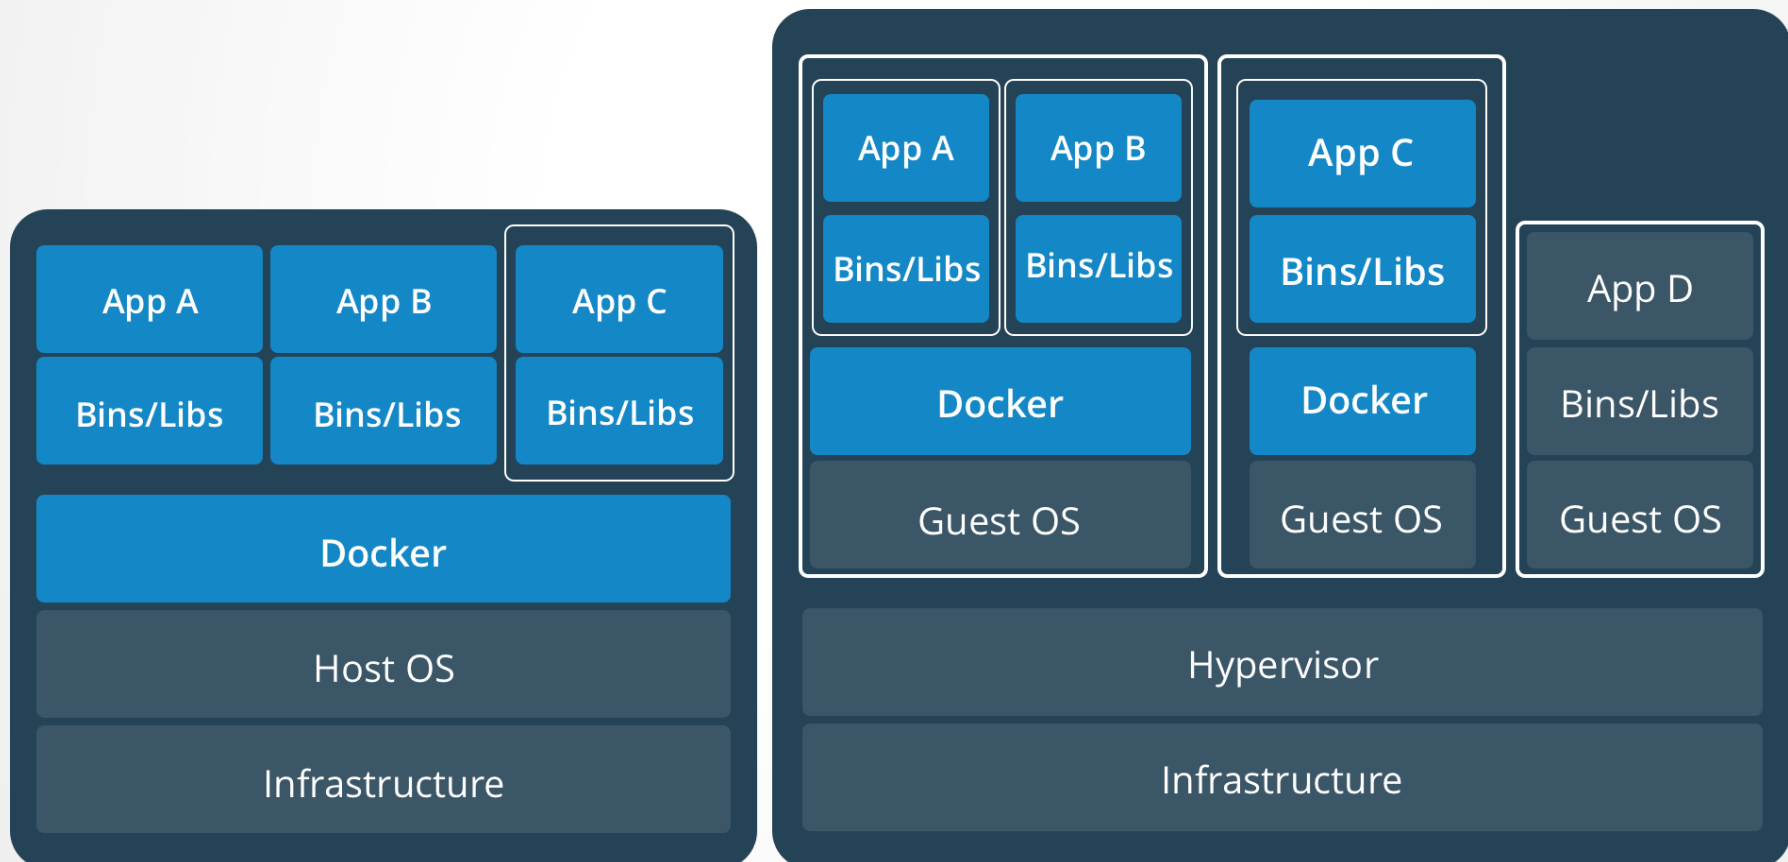 App A
App B
App C
Bins/Libs
Bins/Libs
Bins/Libs
Docker
Host OS
Infrastructure
App A
App B
App C
Bins/Libs
Bins/Libs
Bins/Libs
App D
Docker
Docker
Bins/Libs
Guest OS
Guest OS
Guest OS
Hypervisor
Infrastructure